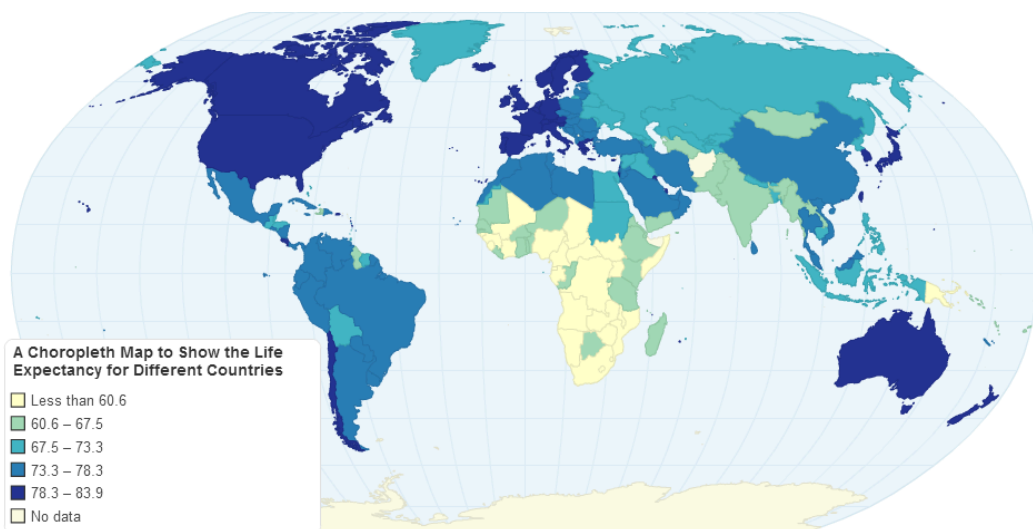 A Choropleth Map to Show the Life
Expectancy for Different Countries
Less than 60.6
60.6 – 67.5
67.5 – 73.3
73.3 – 78.3
78.3 – 83.9
No data